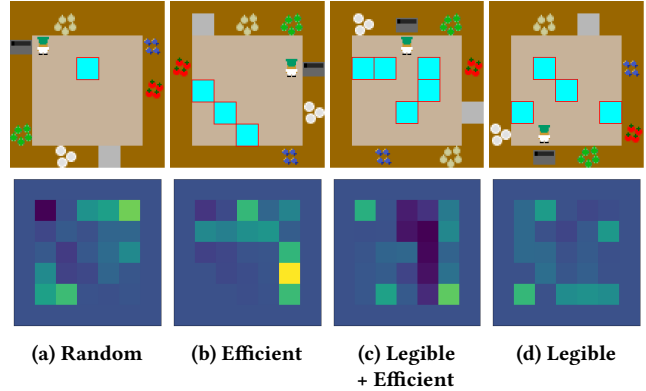 (a) Random
(b) Efficient
(c) Legible
+ Efficient
(d) Legible